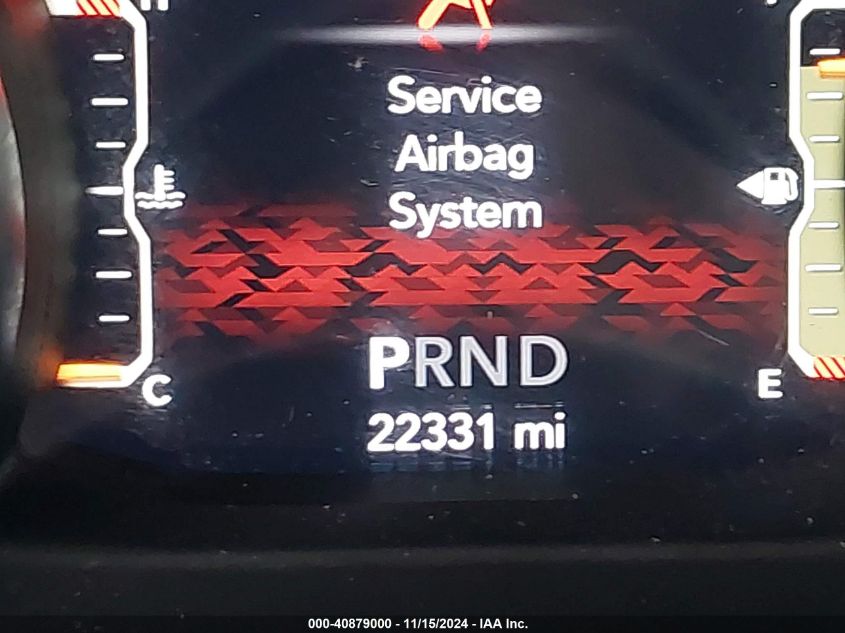 H
Service
Airbag
System
PRND
C
E
22331 mi
000-40879000 - 11/15/2024 - IAA Inc.